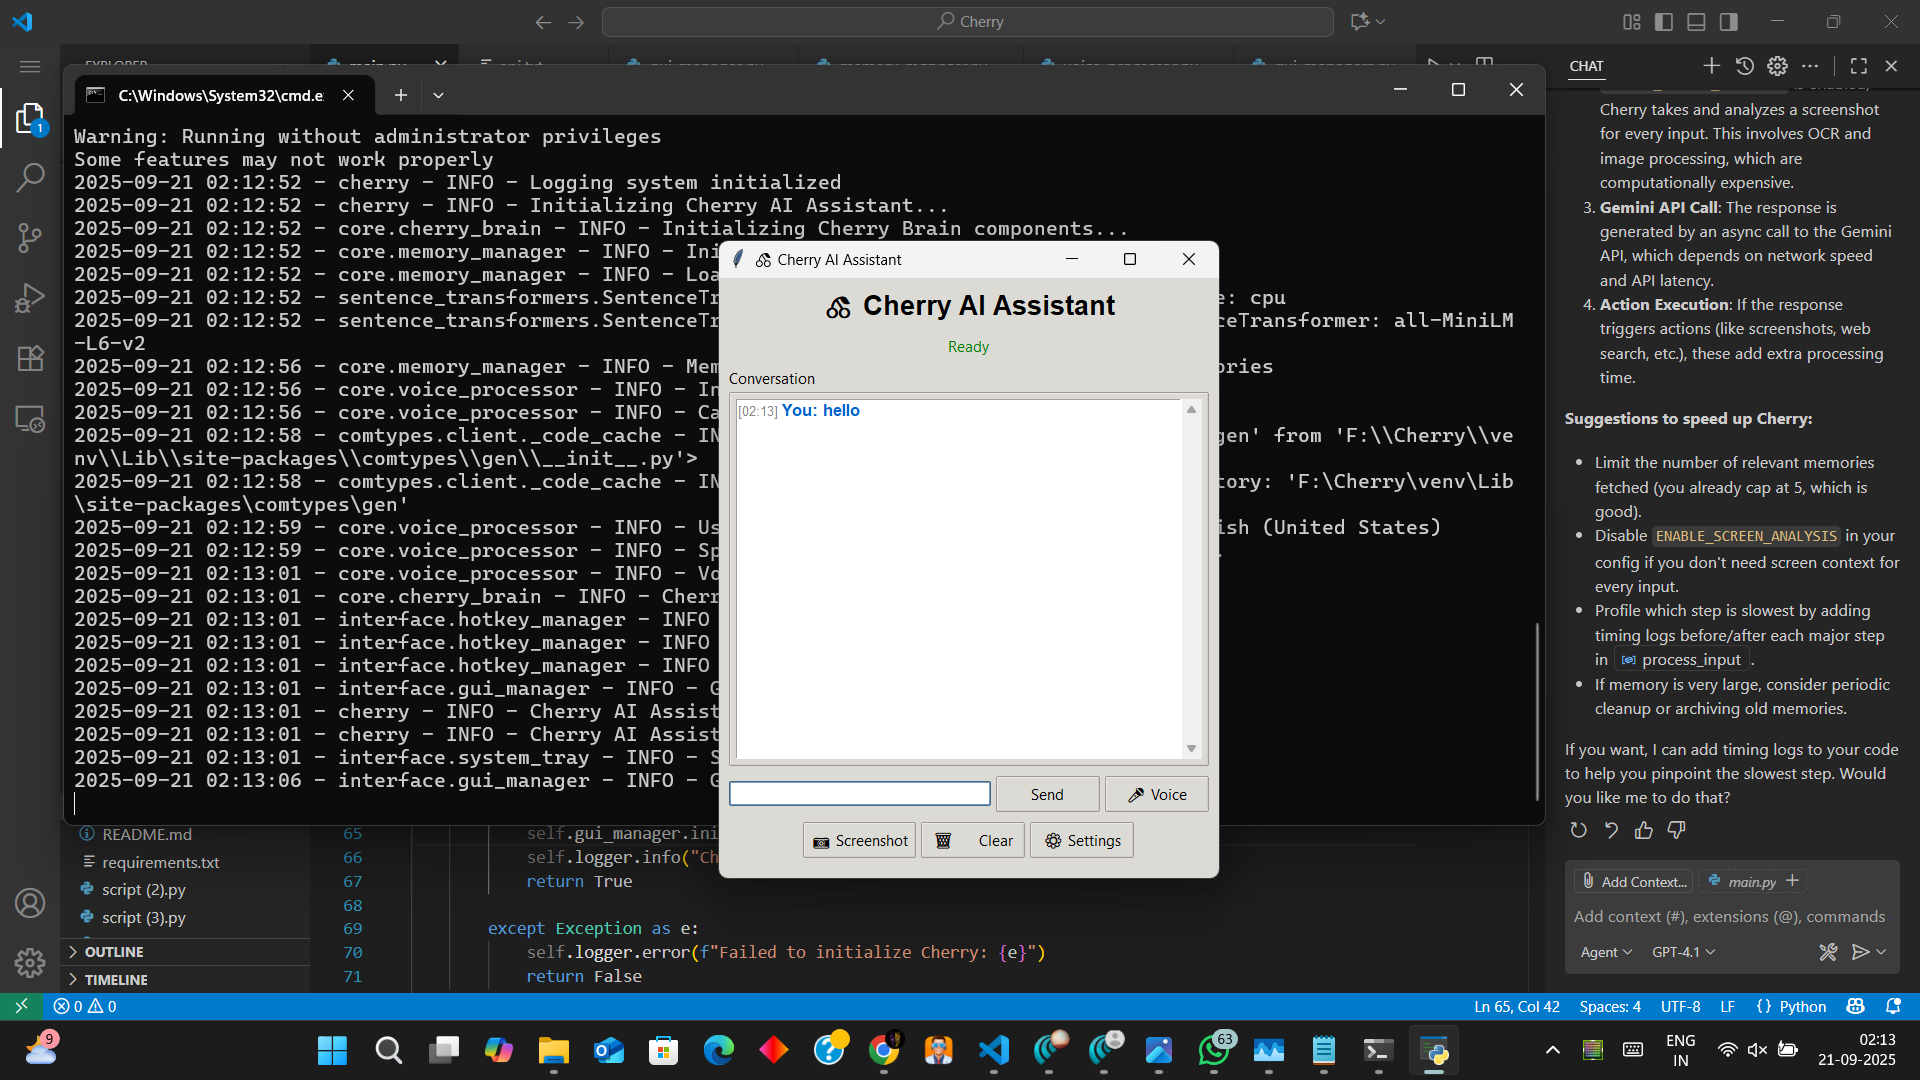 Cherry
EXPLORER
main.py
C:\Windows\System32\cmd.e
Warning: Running without administrator privileges
Some features may not work properly
2025-09-21 02:12:52 - cherry - INFO - Logging system initialized
2025-09-21 02:12:52 - cherry - INFO - Initializing Cherry AI Assistant...
2025-09-21 02:12:52 - core.cherry_brain - INFO - Initializing Cherry Brain components...
2025-09-21 02:12:52 - core.memory_manager - INFO - Ini
2025-09-21 02:12:52 - core.memory_manager - INFO - Loa
2025-09-21 02:12:52 - sentence_transformers.SentenceTr e: cpu
2025-09-21 02:12:52 - sentence_transformers.SentenceTr ceTransformer: all-MiniLM
-L6-v2
2025-09-21 02:12:56 - core.memory_manager - INFO - Mem ories
2025-09-21 02:12:56 - core.voice_processor - INFO - In
2025-09-21 02:12:56 - core.voice_processor - INFO - Ca
2025-09-21 02:12:58 - comtypes.client._code_cache - IN gen' from 'F:\\Cherry\\ve
nv\\Lib\\site-packages\\comtypes\\gen\\__init__.py'>
2025-09-21 02:12:58 - comtypes.client._code_cache - IN tory: 'F:\Cherry\venv\Lib
\site-packages\comtypes\gen'
2025-09-21 02:12:59 - core.voice_processor - INFO - Us ish (United States)
2025-09-21 02:12:59 - core.voice_processor - INFO - Sp .
2025-09-21 02:13:01 - core.voice_processor - INFO - Vo
2025-09-21 02:13:01 - core.cherry_brain - INFO - Cherr
2025-09-21 02:13:01 - interface.hotkey_manager - INFO
2025-09-21 02:13:01 - interface.hotkey_manager - INFO
2025-09-21 02:13:01 - interface.hotkey_manager - INFO
2025-09-21 02:13:01 - interface.gui_manager - INFO - G
2025-09-21 02:13:01 - cherry - INFO - Cherry AI Assist
2025-09-21 02:13:01 - cherry - INFO - Cherry AI Assist
2025-09-21 02:13:01 - interface.system_tray - INFO - S
2025-09-21 02:13:06 - interface.gui_manager - INFO - G
Cherry AI Assistant
Cherry AI Assistant
Ready
Conversation
[02:13] You: hello
Send
Voice
Screenshot
Clear
Settings
README.md
requirements.txt
script (2).py
script (3).py
OUTLINE
TIMELINE
65 self.gui_manager.ini
66 self.logger.info("Ch
67 return True
68
69 except Exception as e:
70 self.logger.error(f"Failed to initialize Cherry: {e}")
71 return False
CHAT
Cherry takes and analyzes a screenshot
for every input. This involves OCR and
image processing, which are
computationally expensive.
3. Gemini API Call: The response is
generated by an async call to the Gemini
API, which depends on network speed
and API latency.
4. Action Execution: If the response
triggers actions (like screenshots, web
search, etc.), these add extra processing
time.
Suggestions to speed up Cherry:
• Limit the number of relevant memories
fetched (you already cap at 5, which is
good).
• Disable ENABLE_SCREEN_ANALYSIS in your
config if you don't need screen context for
every input.
• Profile which step is slowest by adding
timing logs before/after each major step
in process_input .
• If memory is very large, consider periodic
cleanup or archiving old memories.
If you want, I can add timing logs to your code
to help you pinpoint the slowest step. Would
you like me to do that?
Add Context...
main.py
Add context (#), extensions (@), commands
Agent
GPT-4.1
0 0
Ln 65, Col 42
Spaces: 4
UTF-8
LF
{} Python
1
9
63
ENG
IN
02:13
21-09-2025